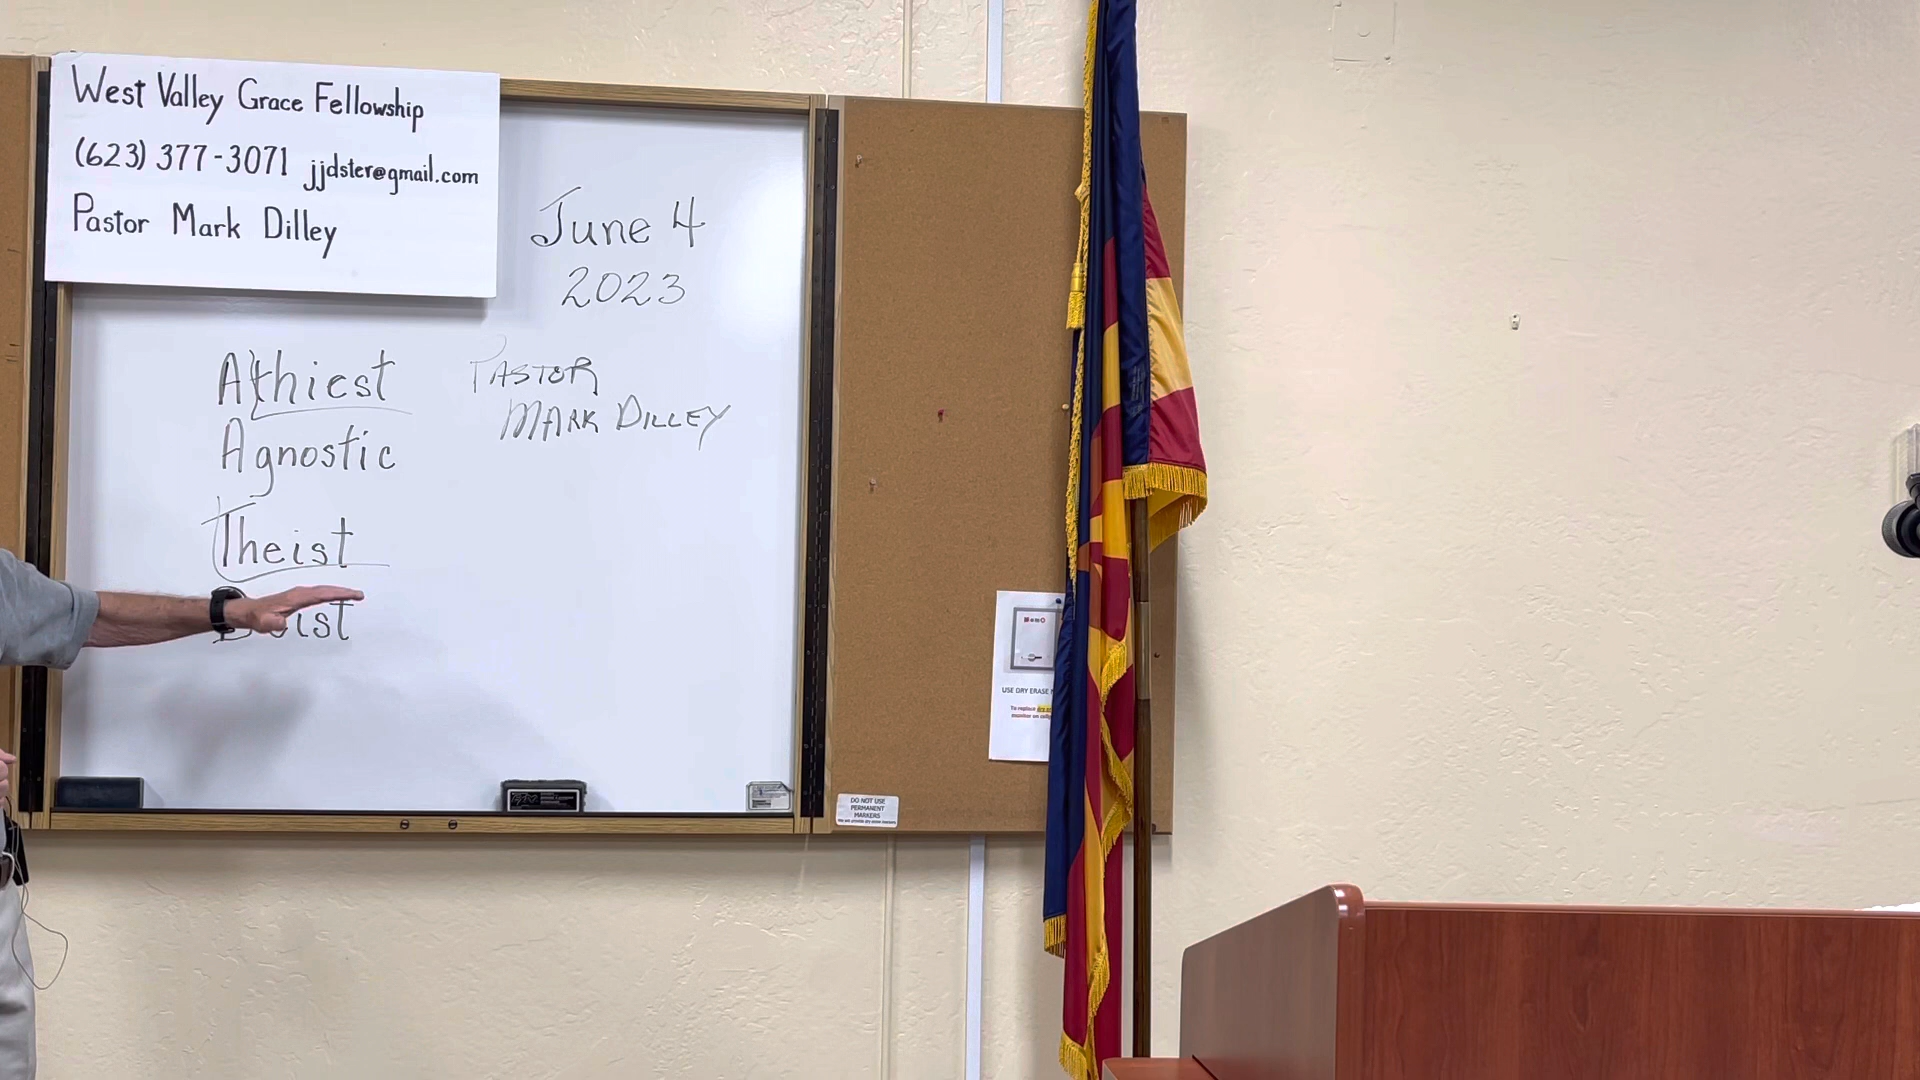 West Valley Grace Fellowship
(623) 377-3071 jjdster@gmail.com
Pastor Mark Dilley
June 4
2023
Athiest
Agnostic
Theist
Deist
PASTOR
MARK DILLEY
USE DRY ERASE
DO NOT USE
PERMANENT
MARKERS